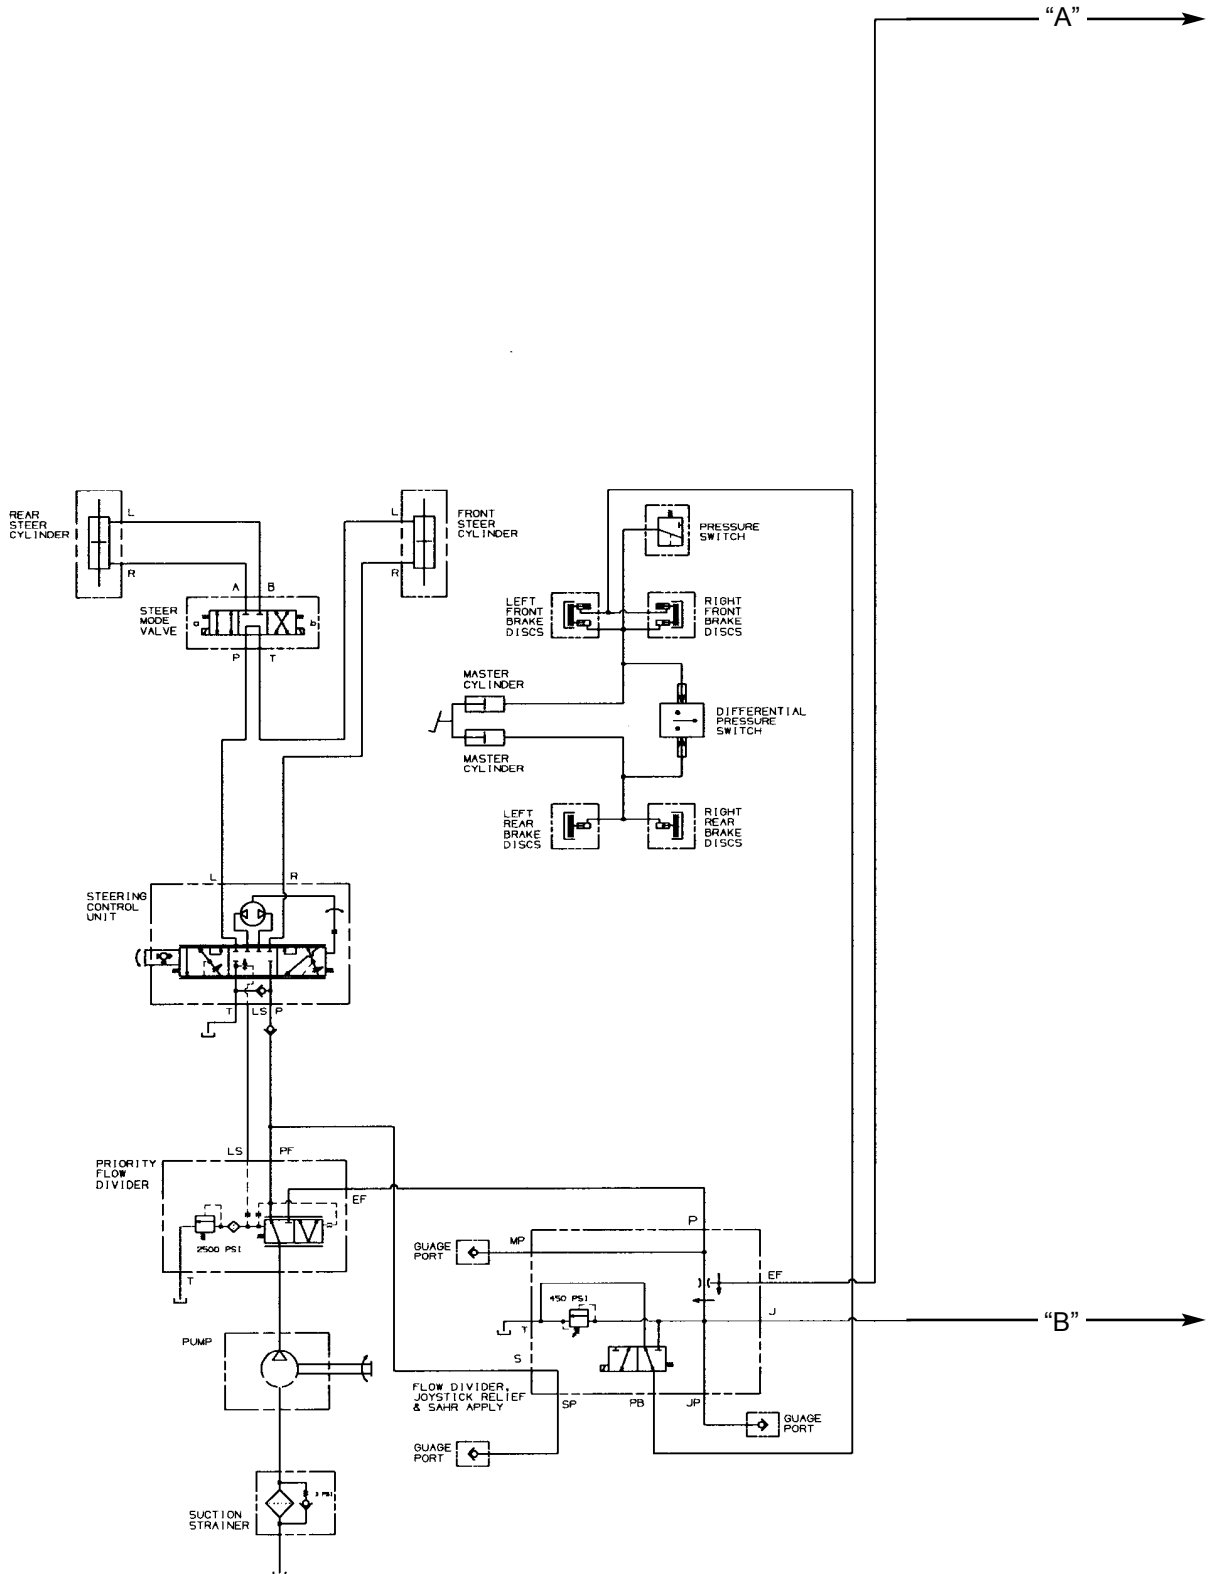 “A”
REAR
STEER
CYLINDER
L
R
L
R
FRONT
STEER
CYLINDER
PRESSURE
SWITCH
A
B
STEER
MODE
VALVE
a
b
P
T
LEFT
FRONT
BRAKE
DISCS
RIGHT
FRONT
BRAKE
DISCS
MASTER
CYLINDER
DIFFERENTIAL
PRESSURE
SWITCH
MASTER
CYLINDER
LEFT
REAR
BRAKE
DISCS
RIGHT
REAR
BRAKE
DISCS
L
R
STEERING
CONTROL
UNIT
T
LS
P
LS
PF
PRIORITY
FLOW
DIVIDER
EF
2500 PSI
T
P
GUAGE
PORT
MP
EF
450 PSI
J
“B”
T
PUMP
S
FLOW DIVIDER,
JOYSTICK RELIEF
& SAHR APPLY
SP
PB
JP
GUAGE
PORT
GUAGE
PORT
3 PSI
SUCTION
STRAINER